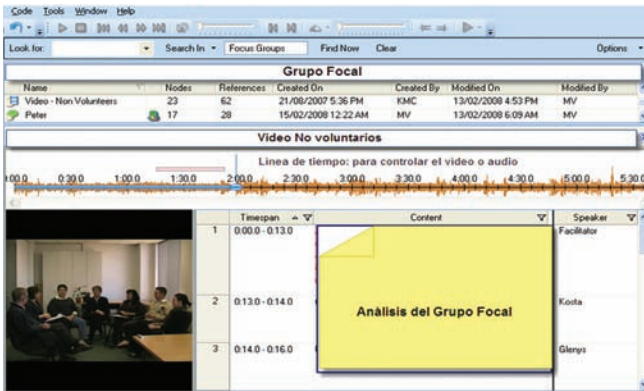 Code Tools Window Help
Look for: Search In Focus Groups Find Now Clear Options
Grupo Focal
Name Nodes References Created On Created By Modified On Modified By
Video - Non Volunteers 23 62 21/08/2007 5:36 PM KMC 13/02/2008 4:53 PM MV
Peter 17 28 15/02/2008 12:22 AM MV 13/02/2008 6:09 AM MV
Video No voluntarios
Linea de tiempo: para controlar el video o audio
0:30.0 1:00.0 1:30.0 2:00.0 2:30.0 3:00.0 3:30.0 4:00.0 4:30.0 5:00.0
Timespan Content Speaker
1 0:00.0 - 0:13.0 Facilitator
2 0:13.0 - 0:14.0 Kosta
Anàlisis del Grupo Focal
3 0:14.0 - 0:16.0 Glenys